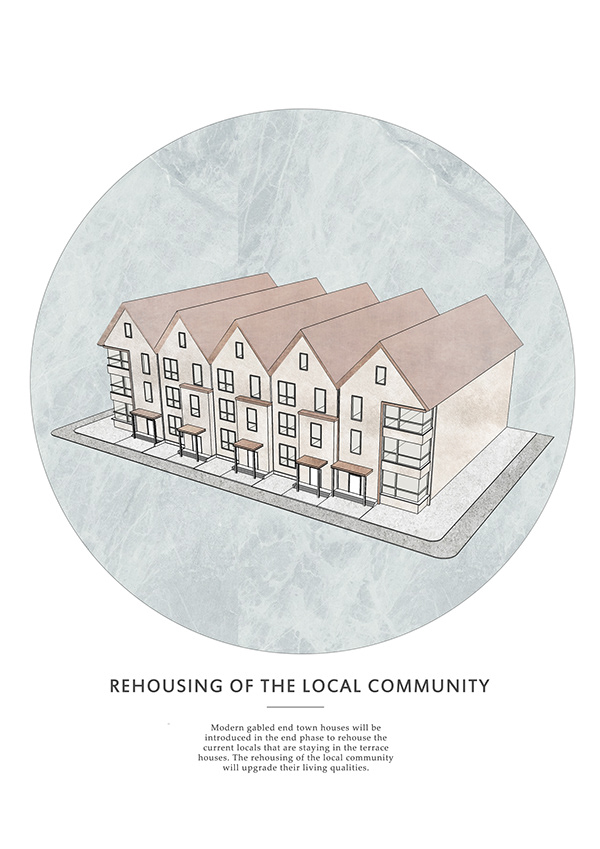 REHOUSING OF THE LOCAL COMMUNITY
Modern gabled end town houses will be
introduced in the end phase to rehouse the
current locals that are staying in the terrace
houses. The rehousing of the local community
will upgrade their living qualities.